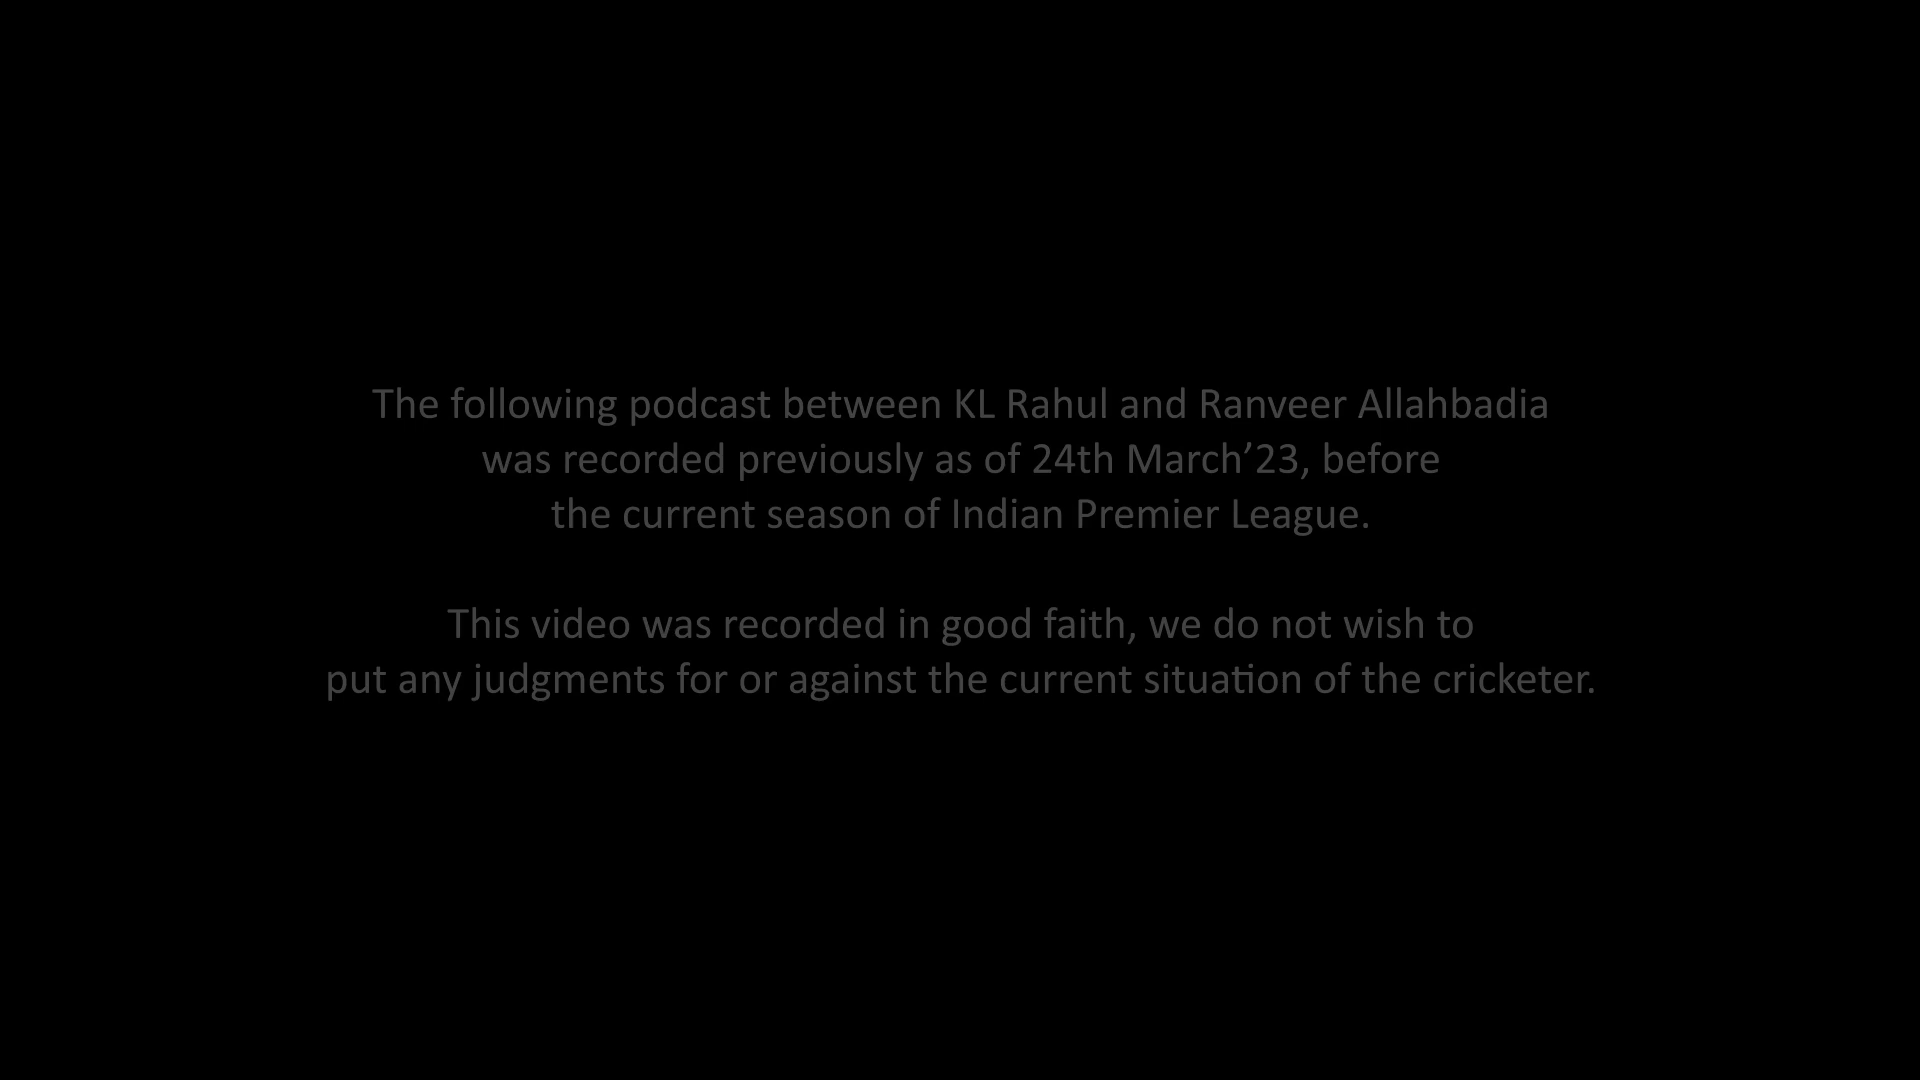 The following podcast between KL Rahul and Ranveer Allahbadia
was recorded previously as of 24th March’23, before
the current season of Indian Premier League.
This video was recorded in good faith, we do not wish to
put any judgments for or against the current situation of the cricketer.